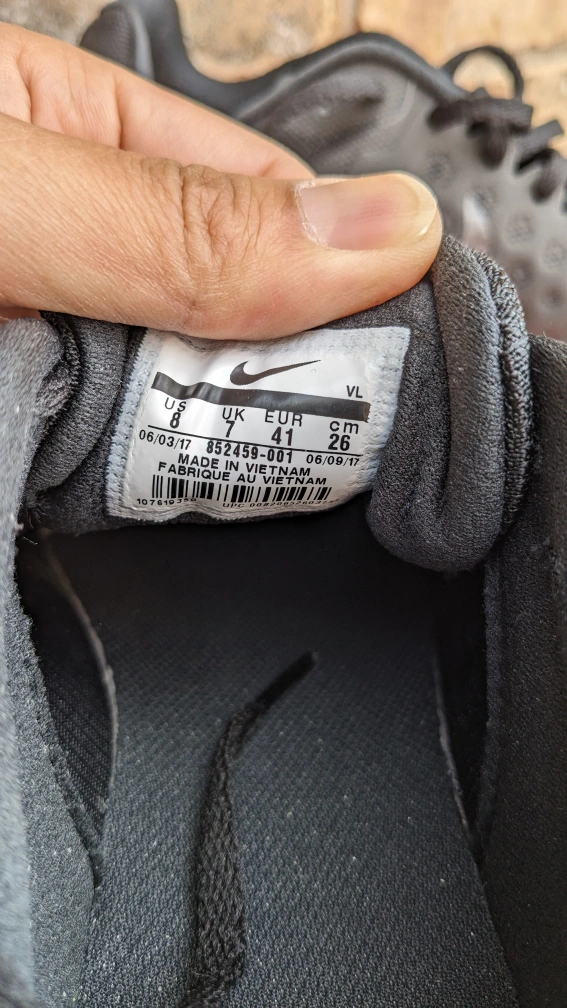 VL
US UK EUR cm
8 7 41 26
06/03/17 852459-001 06/09/17
MADE IN VIETNAM
FABRIQUE AU VIETNAM
UPC